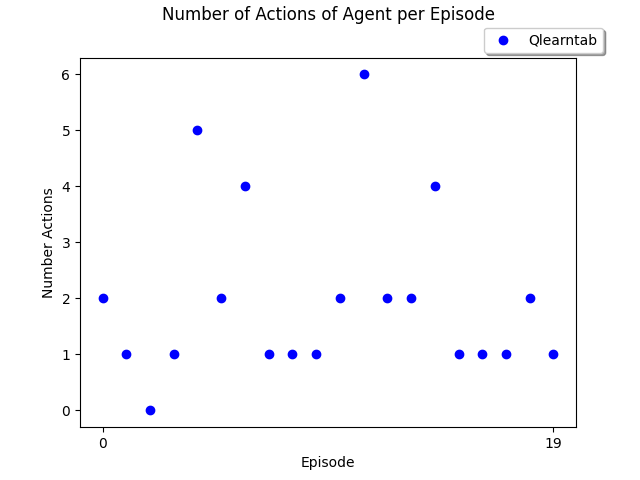 Number of Actions of Agent per Episode
Qlearntab
6
5
4
3
2
1
0
Number Actions
0 19
Episode